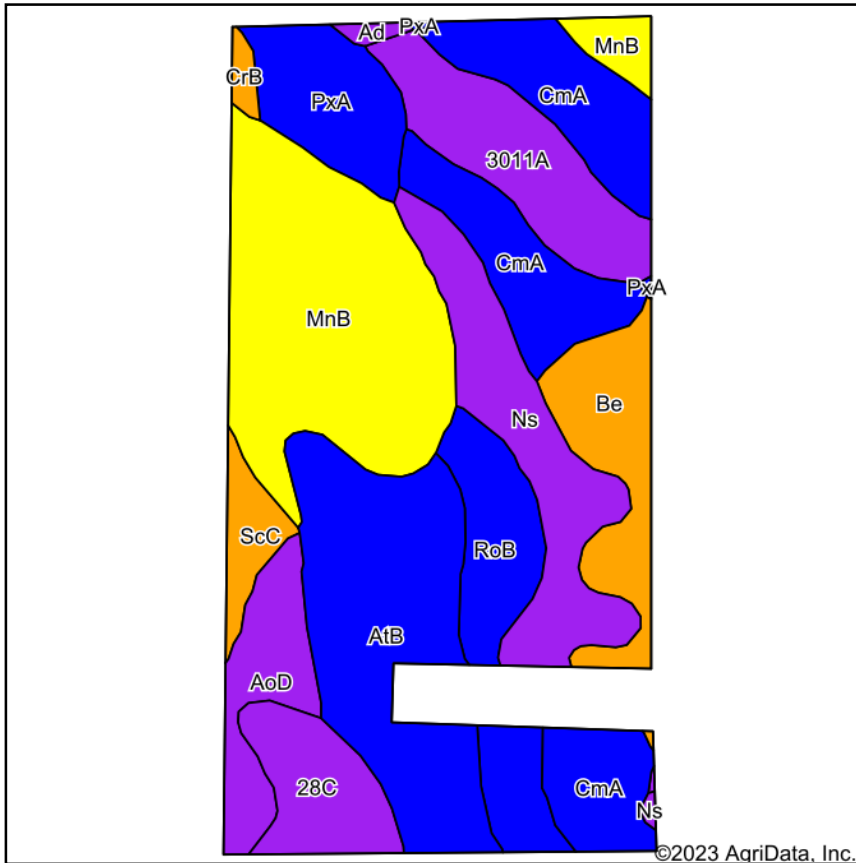 Ad
PxA
MnB
CrB
PxA
CmA
3011A
CmA
PxA
MnB
Be
Ns
ScC
RoB
AtB
AoD
28C
CmA
Ns
©2023 AgriData, Inc.